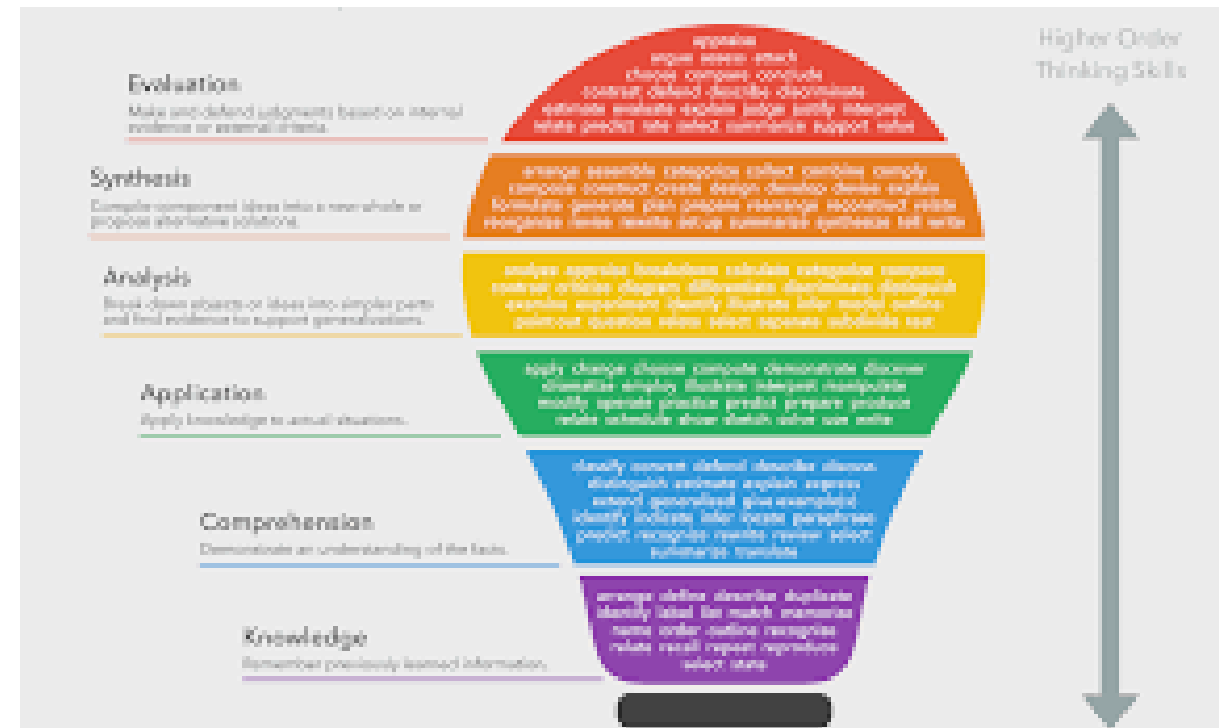 Higher Order
Thinking Skills
Evaluation
Make and defend judgments based on internal
evidence or external criteria.
appraise
argue assess attach
choose compare conclude
contrast defend describe discriminate
estimate evaluate explain judge justify interpret
relate predict rate select summarize support value
Synthesis
Compile component ideas into a new whole or
propose alternative solutions.
arrange assemble categorize collect combine comply
compose construct create design develop devise explain
formulate generate plan prepare rearrange reconstruct relate
reorganize revise rewrite set up summarize synthesize tell write
Analysis
Break down objects or ideas into simpler parts
and find evidence to support generalizations.
analyze appraise breakdown calculate categorize compare
contrast criticize diagram differentiate discriminate distinguish
examine experiment identify illustrate infer model outline
point out question relate select separate subdivide test
Application
Apply knowledge to actual situations.
apply change choose compute demonstrate discover
dramatize employ illustrate interpret manipulate
modify operate practice predict prepare produce
relate schedule show sketch solve use write
Comprehension
Demonstrate an understanding of the facts.
classify convert defend describe discuss
distinguish estimate explain express
extend generalized give example(s)
identify indicate infer locate paraphrase
predict recognize rewrite review select
summarize translate
Knowledge
Remember previously learned information.
arrange define describe duplicate
identify label list match memorize
name order outline recognize
relate recall repeat reproduce
select state